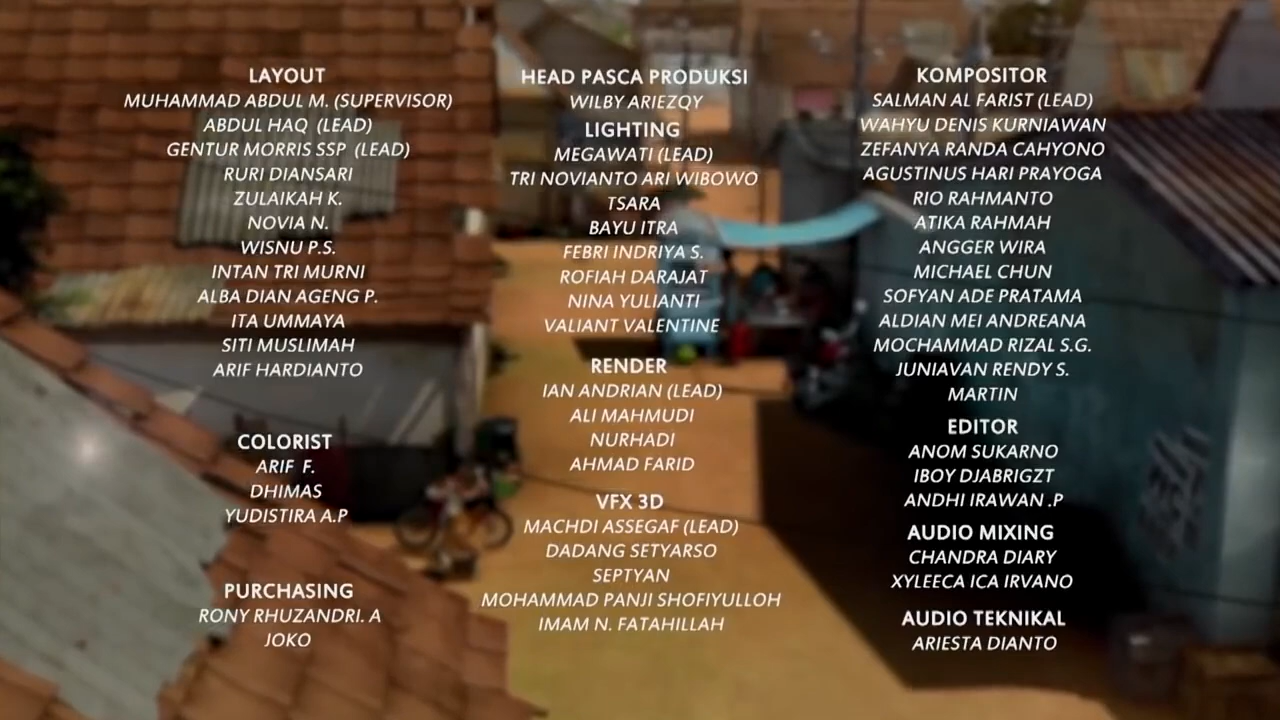 LAYOUT
MUHAMMAD ABDUL M. (SUPERVISOR)
ABDUL HAQ (LEAD)
GENTUR MORRIS SSP (LEAD)
RURI DIANSARI
ZULAIKAH K.
NOVIA N.
WISNU P.S.
INTAN TRI MURNI
ALBA DIAN AGENG P.
ITA UMMAYA
SITI MUSLIMAH
ARIF HARDIANTO
COLORIST
ARIF F.
DHIMAS
YUDISTIRA A.P
PURCHASING
RONY RHUZANDRI. A
JOKO
HEAD PASCA PRODUKSI
WILBY ARIEZQY
LIGHTING
MEGAWATI (LEAD)
TRI NOVIANTO ARI WIBOWO
TSARA
BAYU ITRA
FEBRI INDRIYA S.
ROFIAH DARAJAT
NINA YULIANTI
VALIANT VALENTINE
RENDER
IAN ANDRIAN (LEAD)
ALI MAHMUDI
NURHADI
AHMAD FARID
VFX 3D
MACHDI ASSEGAF (LEAD)
DADANG SETYARSO
SEPTYAN
MOHAMMAD PANJI SHOFIYULLOH
IMAM N. FATAHILLAH
KOMPOSITOR
SALMAN AL FARIST (LEAD)
WAHYU DENIS KURNIAWAN
ZEFANYA RANDA CAHYONO
AGUSTINUS HARI PRAYOGA
RIO RAHMANTO
ATIKA RAHMAH
ANGGER WIRA
MICHAEL CHUN
SOFYAN ADE PRATAMA
ALDIAN MEI ANDREANA
MOCHAMMAD RIZAL S.G.
JUNIAVAN RENDY S.
MARTIN
EDITOR
ANOM SUKARNO
IBOY DJABRIGZT
ANDHI IRAWAN .P
AUDIO MIXING
CHANDRA DIARY
XYLEECA ICA IRVANO
AUDIO TEKNIKAL
ARIESTA DIANTO